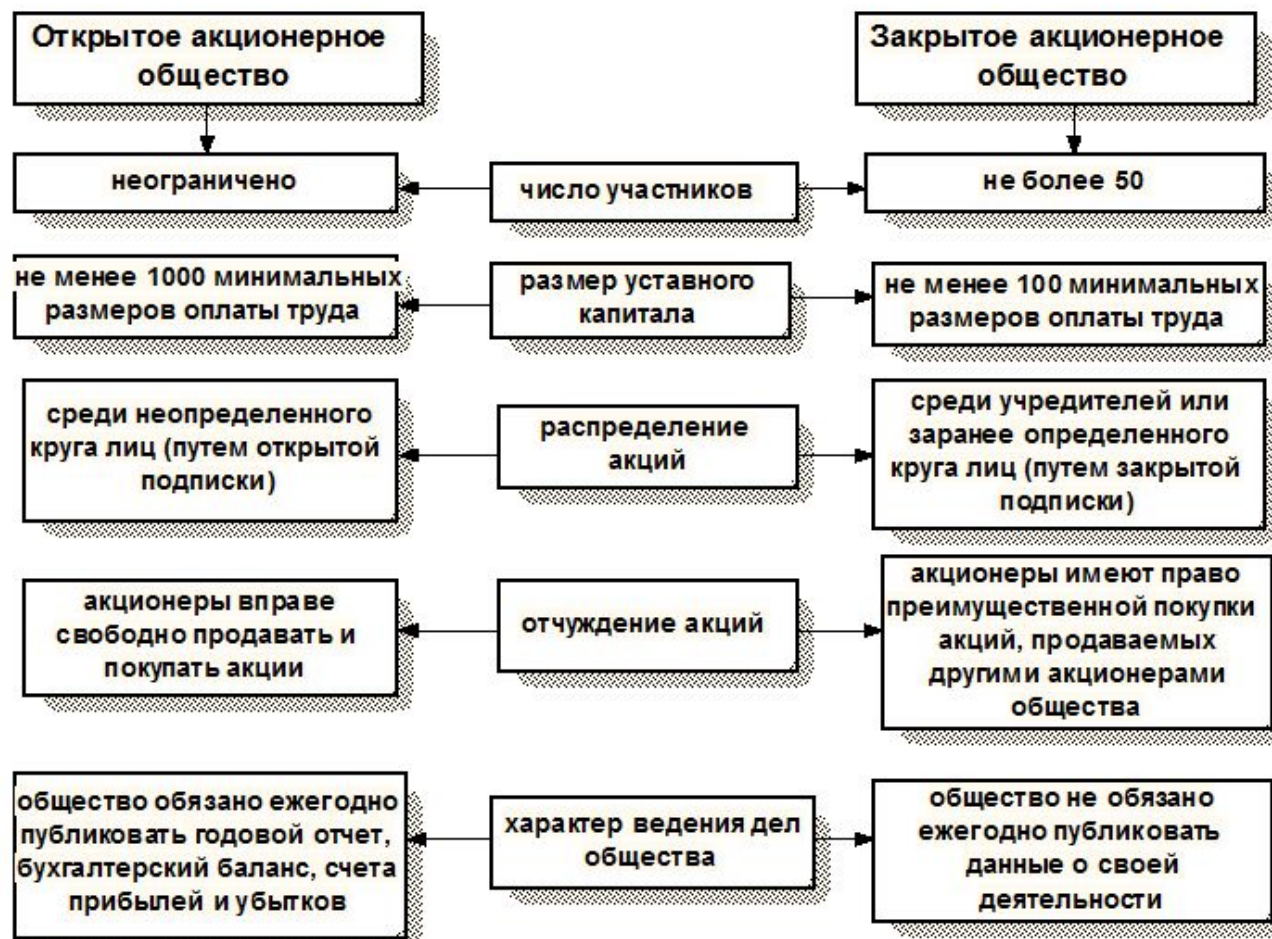 Открытое акционерное
общество
Закрытое акционерное
общество
неограничено
число участников
не более 50
не менее 1000 минимальных
размеров оплаты труда
размер уставного
капитала
не менее 100 минимальных
размеров оплаты труда
среди неопределенного
круга лиц (путем открытой
подписки)
распределение
акций
среди учредителей или
заранее определенного
круга лиц (путем закрытой
подписки)
акционеры вправе
свободно продавать и
покупать акции
отчуждение акций
акционеры имеют право
преимущественной покупки
акций, продаваемых
другими акционерами
общества
общество обязано ежегодно
публиковать годовой отчет,
бухгалтерский баланс, счета
прибылей и убытков
характер ведения дел
общества
общество не обязано
ежегодно публиковать
данные о своей
деятельности